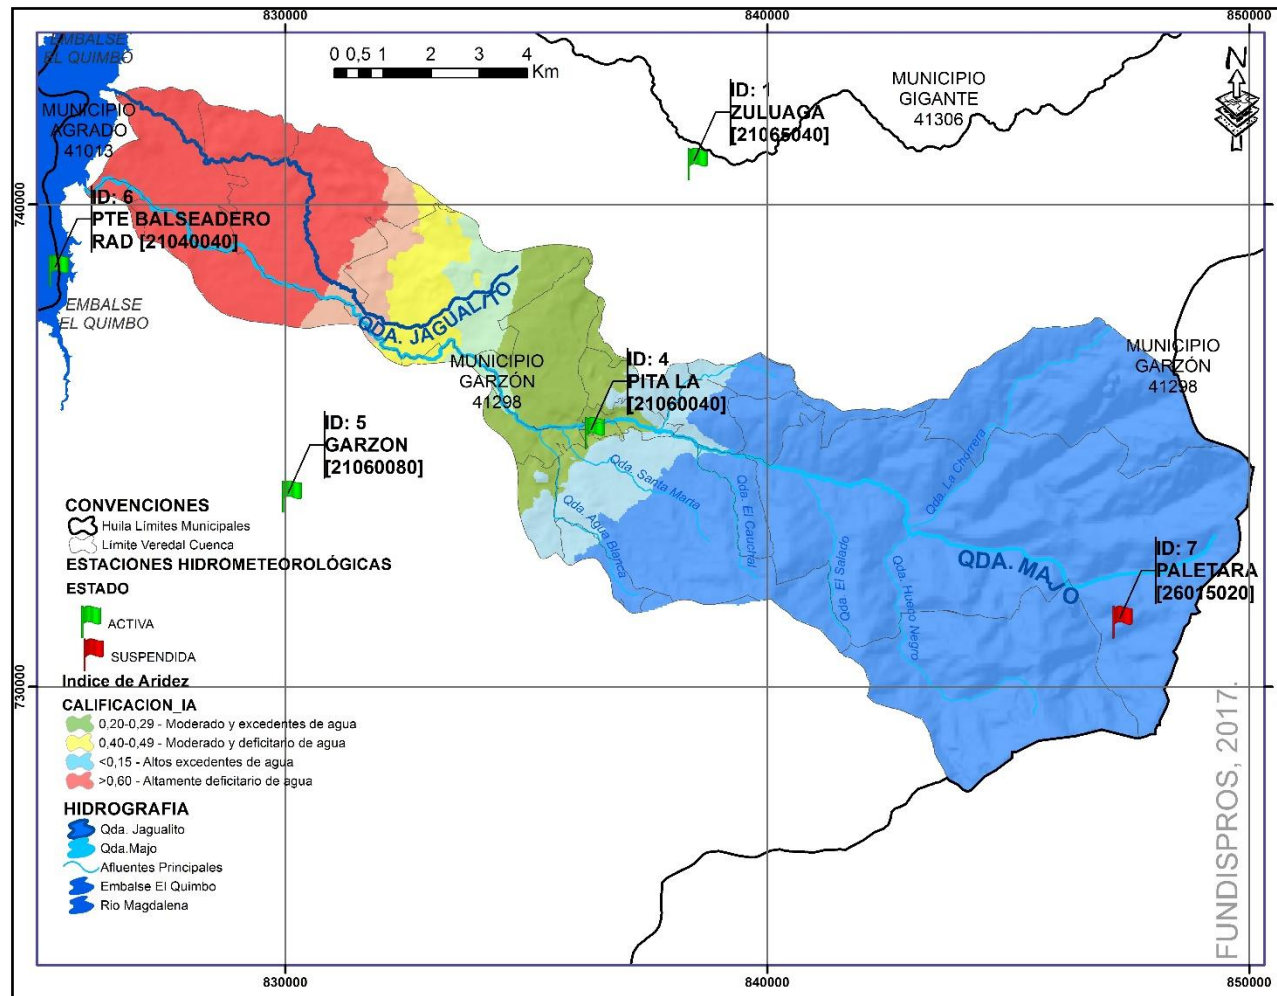 830000
840000
850000
EMBALSE
EL QUIMBO
0 0,5 1 2 3 4
Km
N
MUNICIPIO
AGRADO
41013
ID: 1
ZULUAGA
[21065040]
MUNICIPIO
GIGANTE
41306
740000
740000
ID: 6
PTE BALSEADERO
RAD [21040040]
EMBALSE
EL QUIMBO
QDA. JAGUALITO
MUNICIPIO
GARZÓN
41298
ID: 4
PITA LA
[21060040]
MUNICIPIO
GARZÓN
41298
ID: 5
GARZON
[21060080]
Qda. Santa Marta
Qda. Agua Blanca
Qda. El Cauchal
Qda. El Salado
Qda. Hueno Negro
Qda. La Chorrera
QDA. MAJO
ID: 7
PALETARA
[26015020]
CONVENCIONES
Huila Límites Municipales
Límite Veredal Cuenca
ESTACIONES HIDROMETEOROLÓGICAS
ESTADO
ACTIVA
SUSPENDIDA
Indice de Aridez
CALIFICACION_IA
0,20-0,29 - Moderado y excedentes de agua
0,40-0,49 - Moderado y deficitario de agua
<0,15 - Altos excedentes de agua
>0,60 - Altamente deficitario de agua
HIDROGRAFIA
Qda. Jagualito
Qda.Majo
Afluentes Principales
Embalse El Quimbo
Rio Magdalena
730000
730000
FUNDISPROS, 2017.
830000
840000
850000